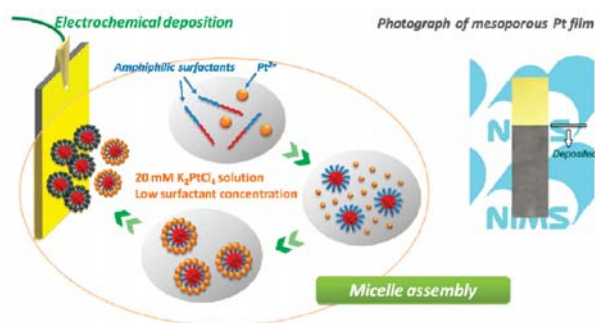 Electrochemical deposition
Photograph of mesoporous Pt film
Amphiphilic surfactants
Pt²⁺
20 mM K₂PtCl₄ solution
Low surfactant concentration
Deposited
NIMS
NIMS
Micelle assembly